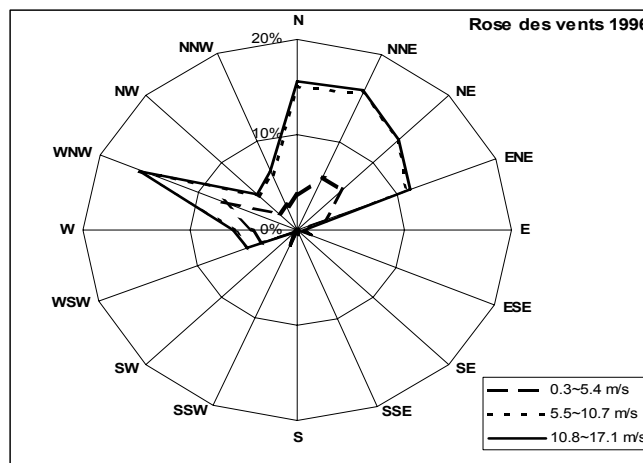 Rose des vents 1996
N
NNE
NE
ENE
E
ESE
SE
SSE
S
SSW
SW
WSW
W
WNW
NW
NNW
20%
10%
0%
0.3~5.4 m/s
5.5~10.7 m/s
10.8~17.1 m/s